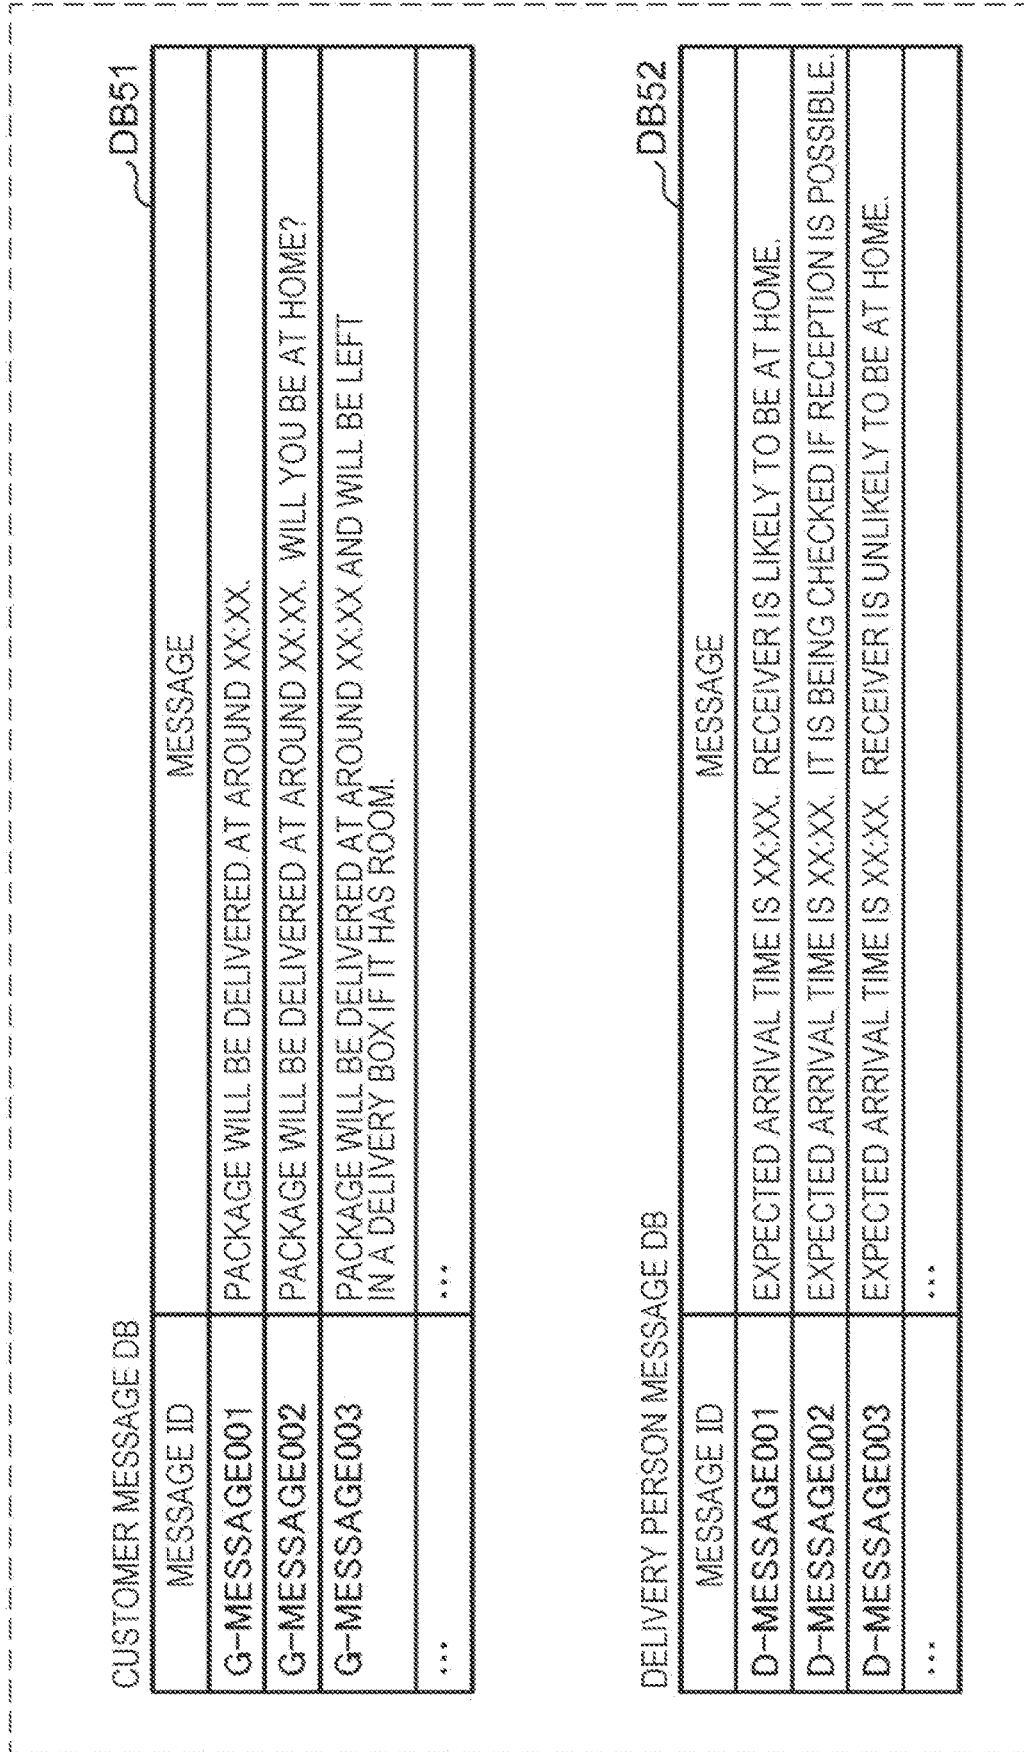 CUSTOMER MESSAGE DB
DB51
MESSAGE ID MESSAGE
G-MESSAGE001 PACKAGE WILL BE DELIVERED AT AROUND XX:XX.
G-MESSAGE002 PACKAGE WILL BE DELIVERED AT AROUND XX:XX. WILL YOU BE AT HOME?
G-MESSAGE003 PACKAGE WILL BE DELIVERED AT AROUND XX:XX AND WILL BE LEFT
IN A DELIVERY BOX IF IT HAS ROOM.
... ...
DELIVERY PERSON MESSAGE DB
DB52
MESSAGE ID MESSAGE
D-MESSAGE001 EXPECTED ARRIVAL TIME IS XX:XX. RECEIVER IS LIKELY TO BE AT HOME.
D-MESSAGE002 EXPECTED ARRIVAL TIME IS XX:XX. IT IS BEING CHECKED IF RECEPTION IS POSSIBLE.
D-MESSAGE003 EXPECTED ARRIVAL TIME IS XX:XX. RECEIVER IS UNLIKELY TO BE AT HOME.
... ...